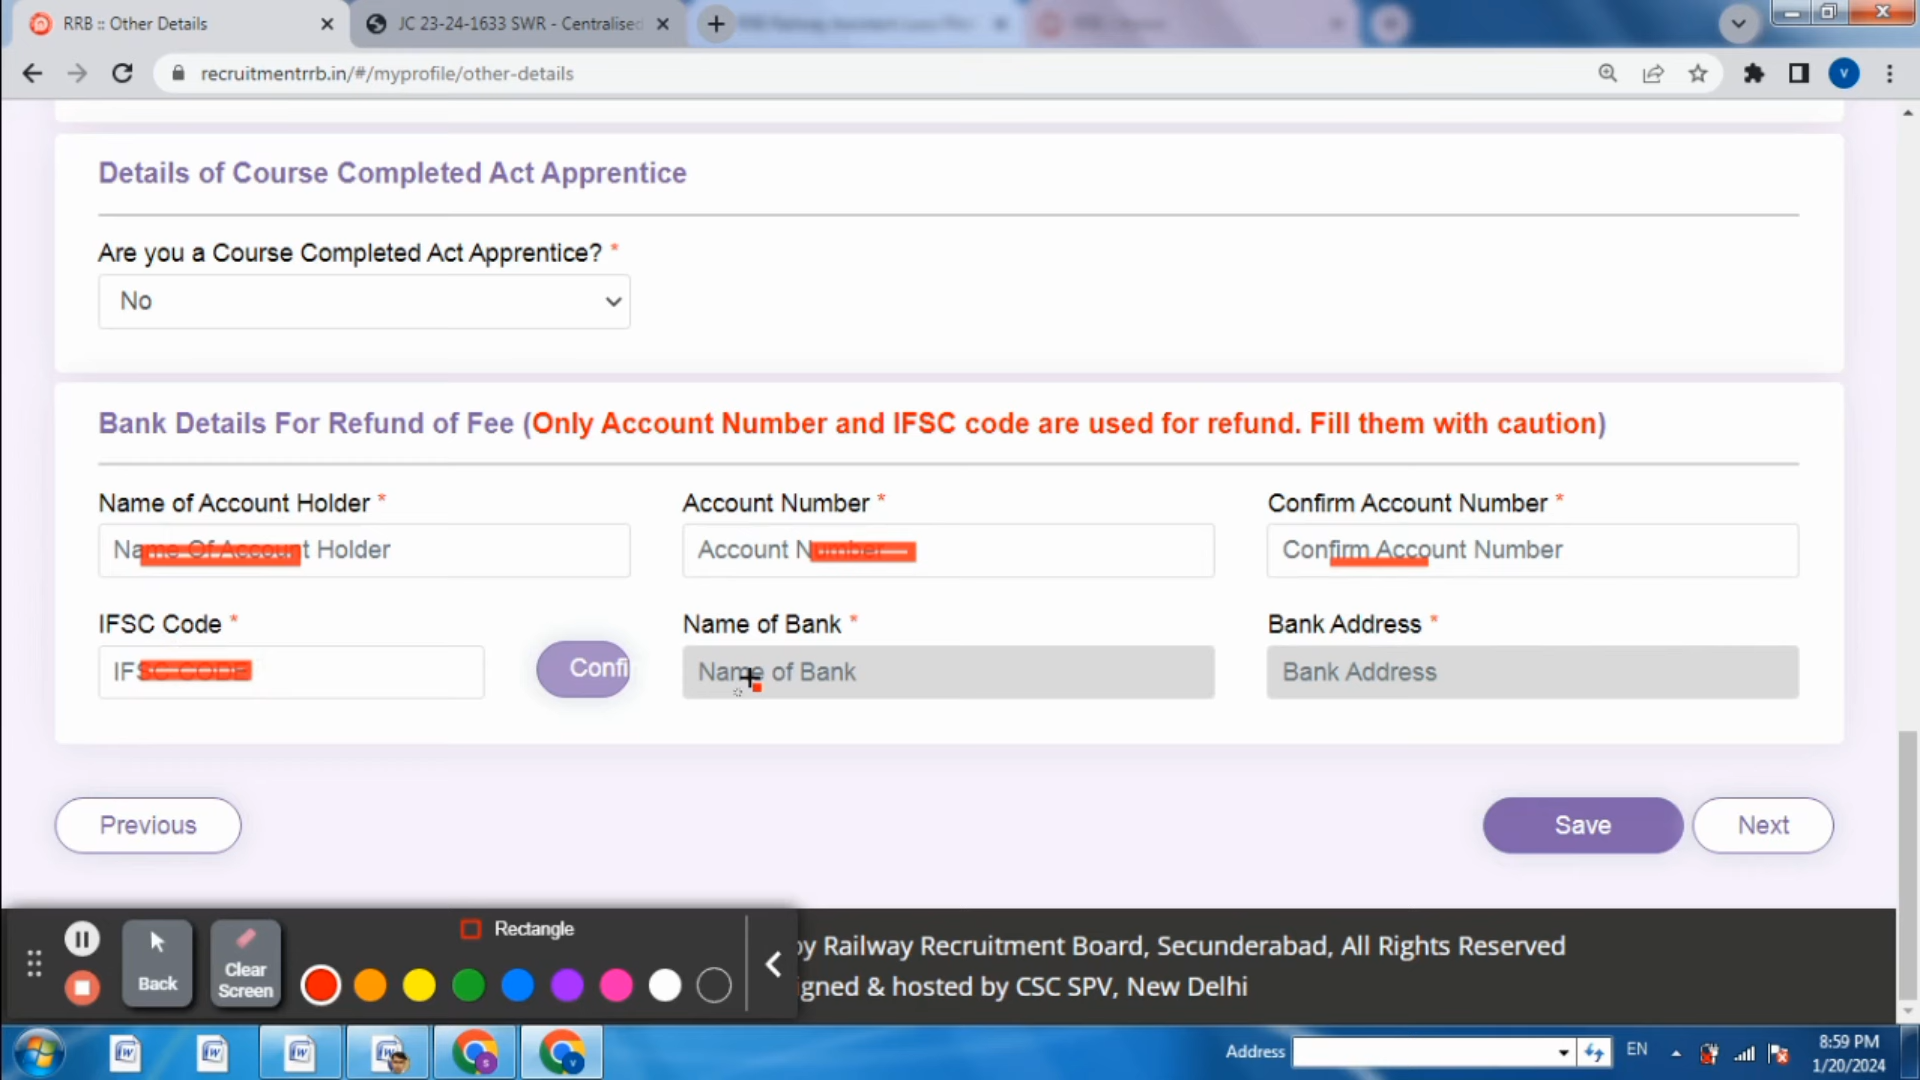 RRB :: Other Details
JC 23-24-1633 SWR - Centralised
recruitmentrrb.in/#/myprofile/other-details
V
Details of Course Completed Act Apprentice
Are you a Course Completed Act Apprentice? *
No
Bank Details For Refund of Fee (Only Account Number and IFSC code are used for refund. Fill them with caution)
Name of Account Holder *
Account Number *
Confirm Account Number *
Name Of Account Holder
Account Number
Confirm Account Number
IFSC Code *
Name of Bank *
Bank Address *
IFSC CODE
Confi
Name of Bank
Bank Address
Previous
Save
Next
Rectangle
Back
Clear
Screen
by Railway Recruitment Board, Secunderabad, All Rights Reserved
igned & hosted by CSC SPV, New Delhi
Address
EN
8:59 PM
1/20/2024